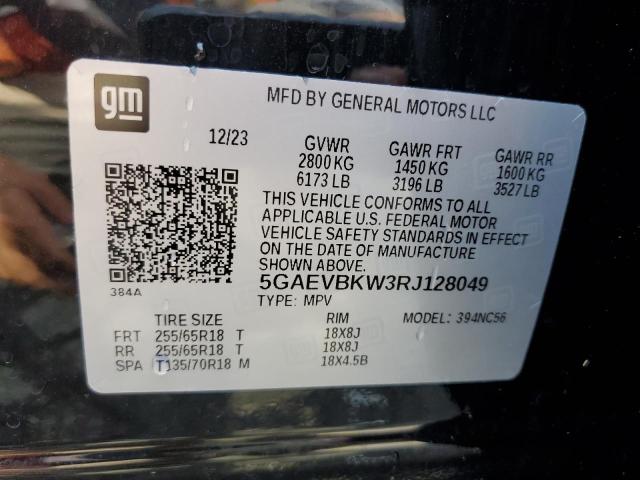 gm
MFD BY GENERAL MOTORS LLC
12/23 GVWR GAWR FRT GAWR RR
2800 KG 1450 KG 1600 KG
6173 LB 3196 LB 3527 LB
THIS VEHICLE CONFORMS TO ALL
APPLICABLE U.S. FEDERAL MOTOR
VEHICLE SAFETY STANDARDS IN EFFECT
ON THE DATE OF MANUFACTURE
SHOWN ABOVE.
384A
5GAEVBKW3RJ128049
TYPE: MPV MODEL: 394NC56
TIRE SIZE RIM
FRT 255/65R18 T 18X8J
RR 255/65R18 T 18X8J
SPA T135/70R18 M 18X4.5B